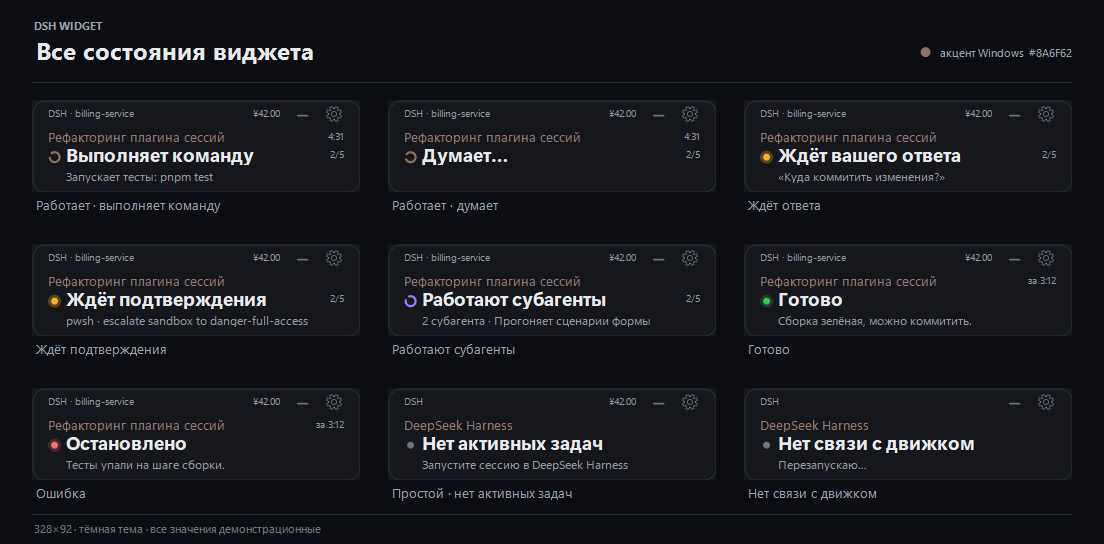 DSH WIDGET
Все состояния виджета
акцент Windows #8A6F62
DSH · billing-service ¥42.00
Рефакторинг плагина сессий 4:31
Выполняет команду 2/5
Запускает тесты: pnpm test
Работает · выполняет команду
DSH · billing-service ¥42.00
Рефакторинг плагина сессий 4:31
Думает... 2/5
Работает · думает
DSH · billing-service ¥42.00
Рефакторинг плагина сессий
Ждёт вашего ответа 2/5
«Куда коммитить изменения?»
Ждёт ответа
DSH · billing-service ¥42.00
Рефакторинг плагина сессий
Ждёт подтверждения 2/5
pwsh · escalate sandbox to danger-full-access
Ждёт подтверждения
DSH · billing-service ¥42.00
Рефакторинг плагина сессий
Работают субагенты 2/5
2 субагента · Прогоняет сценарии формы
Работают субагенты
DSH · billing-service ¥42.00
Рефакторинг плагина сессий за 3:12
Готово
Сборка зелёная, можно коммитить.
Готово
DSH · billing-service ¥42.00
Рефакторинг плагина сессий за 3:12
Остановлено
Тесты упали на шаге сборки.
Ошибка
DSH ¥42.00
DeepSeek Harness
Нет активных задач
Запустите сессию в DeepSeek Harness
Простой · нет активных задач
DSH
DeepSeek Harness
Нет связи с движком
Перезапускаю...
Нет связи с движком
328×92 · тёмная тема · все значения демонстрационные